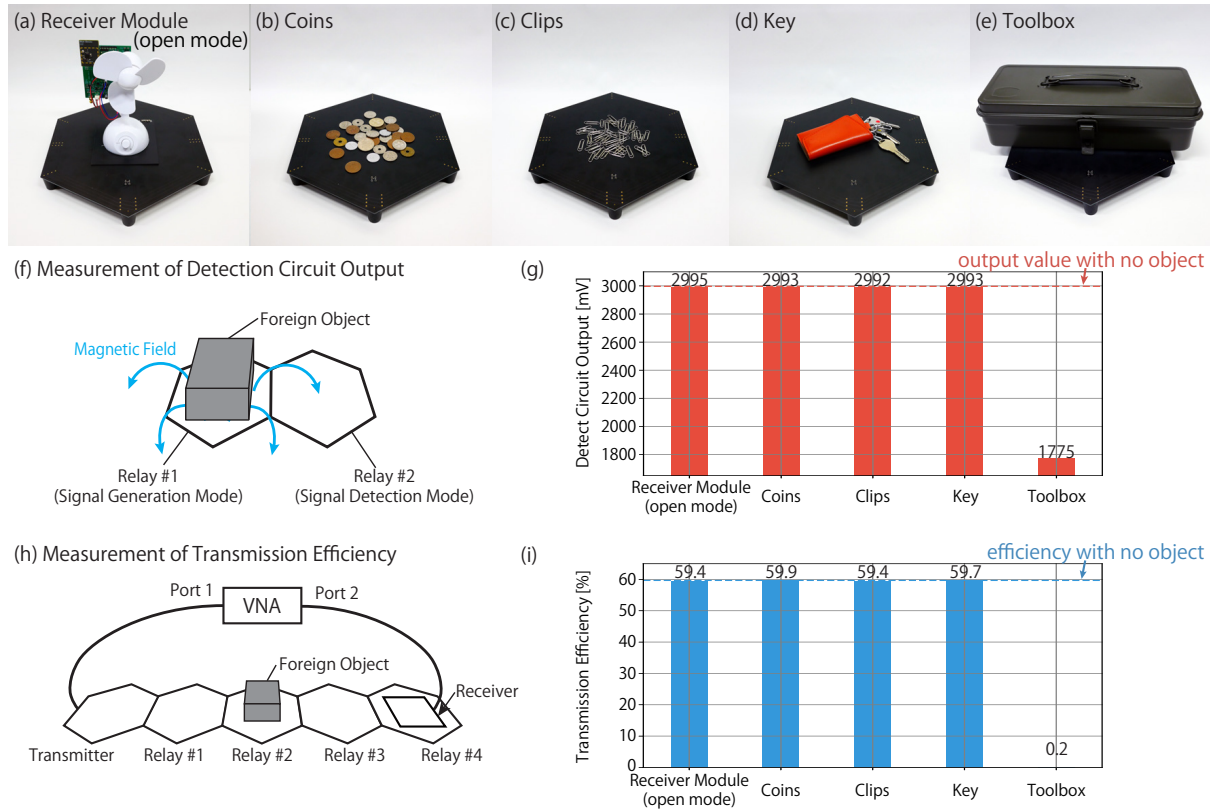 (a) Receiver Module
(open mode)
(b) Coins
(c) Clips
(d) Key
(e) Toolbox
(f) Measurement of Detection Circuit Output
Foreign Object
Magnetic Field
Relay #1
(Signal Generation Mode)
Relay #2
(Signal Detection Mode)
(g)
output value with no object
Detect Circuit Output [mV]
3000
2800
2600
2400
2200
2000
1800
2995
2993
2992
2993
1775
Receiver Module
(open mode)
Coins
Clips
Key
Toolbox
(h) Measurement of Transmission Efficiency
Port 1
VNA
Port 2
Foreign Object
Receiver
Transmitter
Relay #1
Relay #2
Relay #3
Relay #4
(i)
efficiency with no object
Transmission Efficiency [%]
60
50
40
30
20
10
0
59.4
59.9
59.4
59.7
0.2
Receiver Module
(open mode)
Coins
Clips
Key
Toolbox